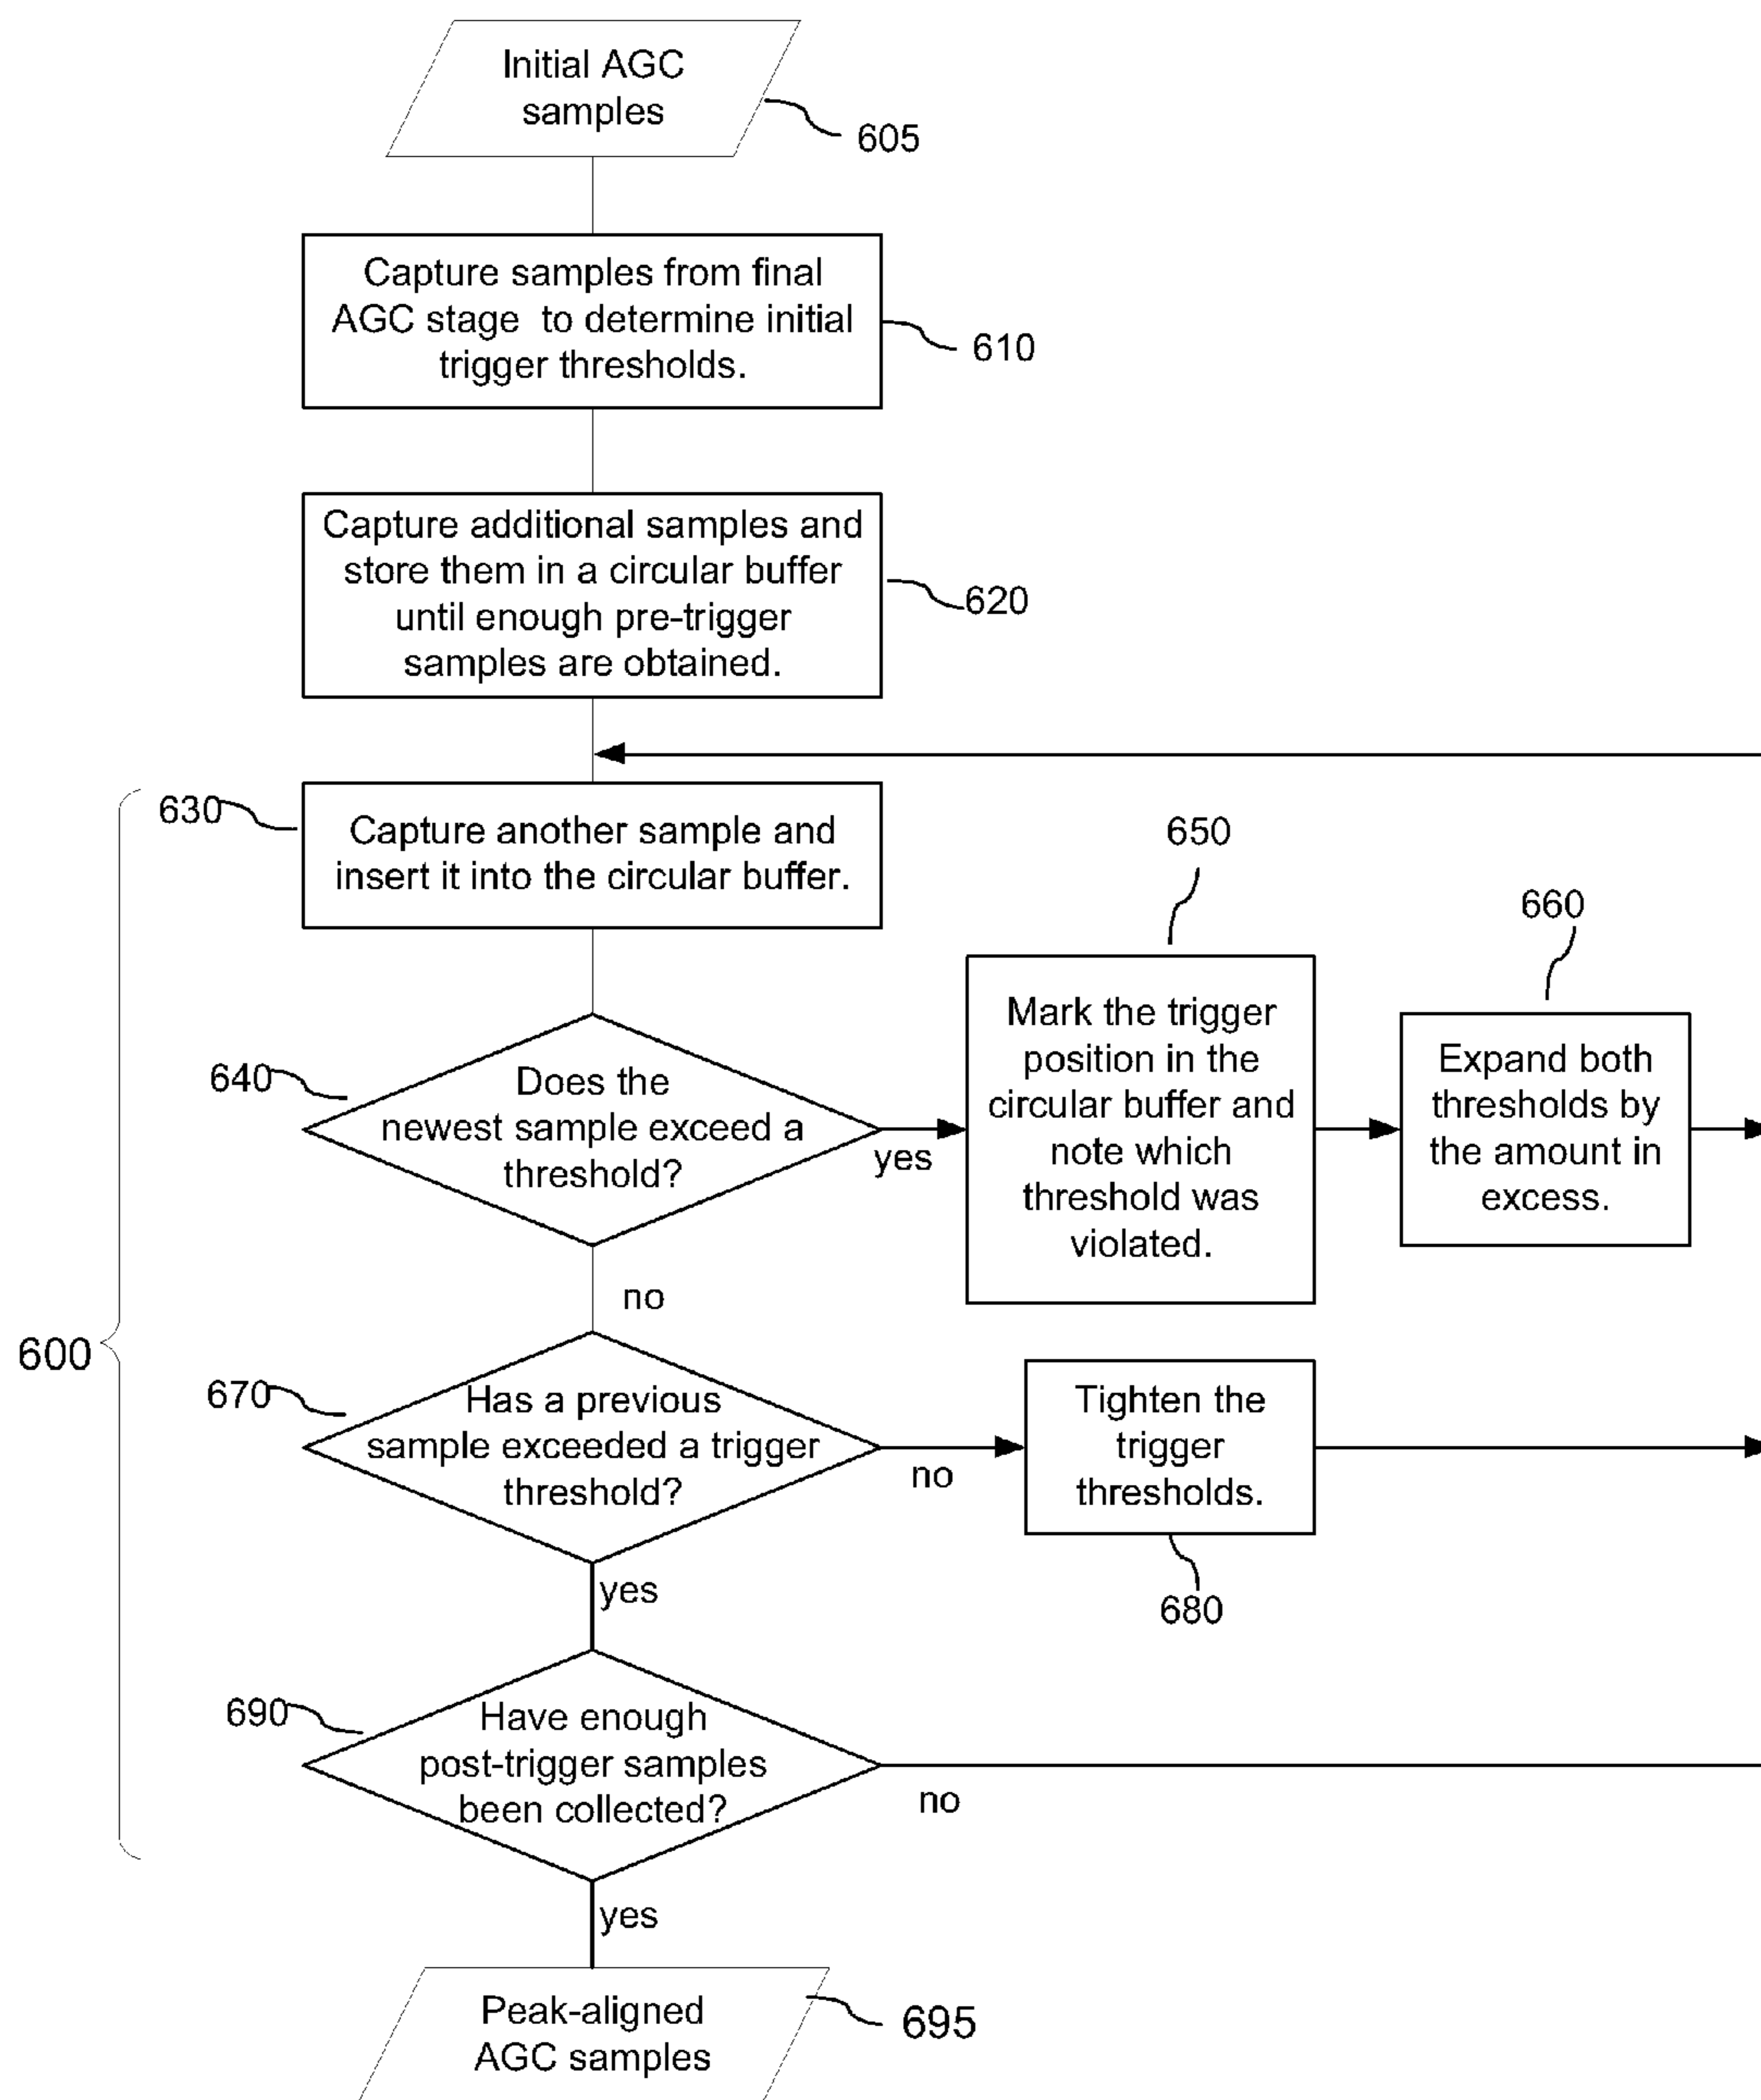 Initial AGC
samples
605
Capture samples from final
AGC stage to determine initial
trigger thresholds.
610
Capture additional samples and
store them in a circular buffer
until enough pre-trigger
samples are obtained.
620
630
Capture another sample and
insert it into the circular buffer.
650
660
640
Does the
newest sample exceed a
threshold?
yes
Mark the trigger
position in the
circular buffer and
note which
threshold was
violated.
Expand both
thresholds by
the amount in
excess.
no
600
670
Has a previous
sample exceeded a trigger
threshold?
no
Tighten the
trigger
thresholds.
680
yes
690
Have enough
post-trigger samples
been collected?
no
yes
Peak-aligned
AGC samples
695